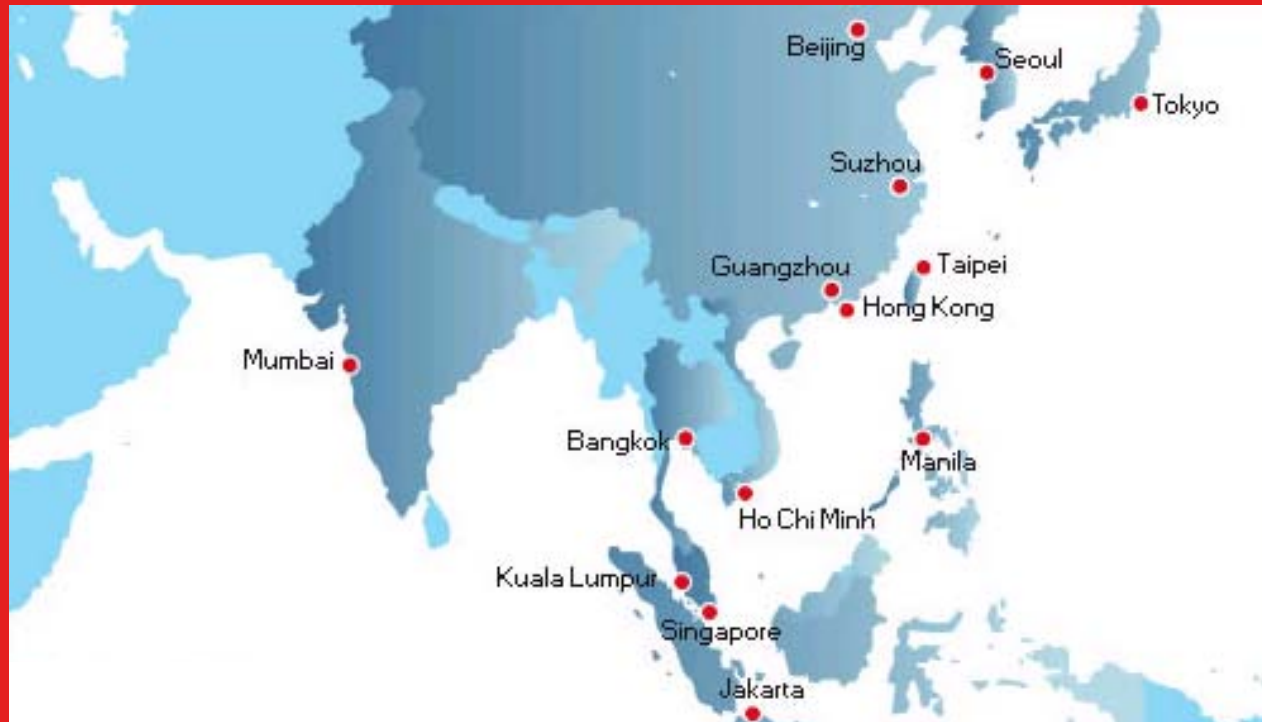 Beijing
Seoul
Tokyo
Suzhou
Guangzhou
Taipei
Hong Kong
Mumbai
Bangkok
Manila
Ho Chi Minh
Kuala Lumpur
Singapore
Jakarta